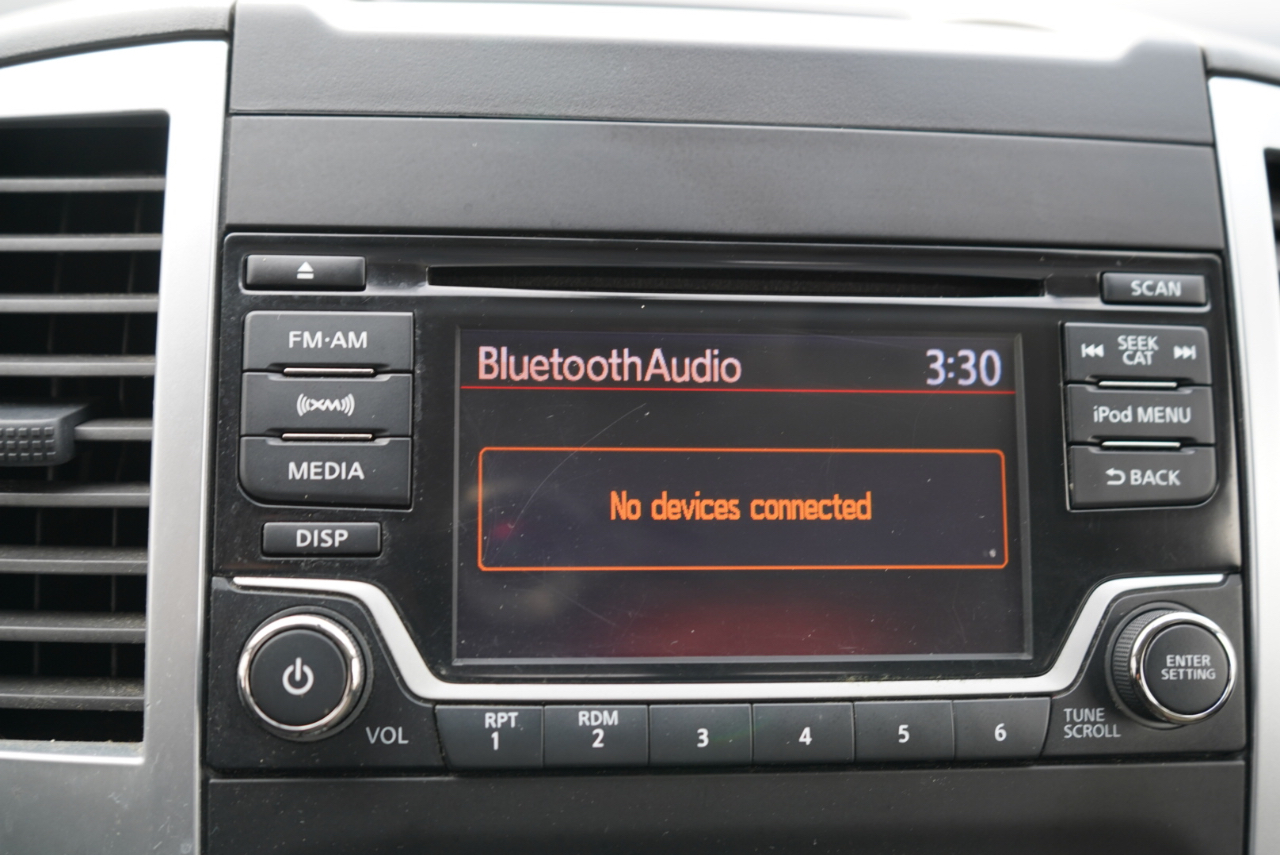 SCAN
FM·AM
SEEK
CAT
BluetoothAudio 3:30
((XM))
iPod MENU
MEDIA
BACK
No devices connected
DISP
ENTER
SETTING
VOL
RPT
1
RDM
2
3
4
5
6
TUNE
SCROLL